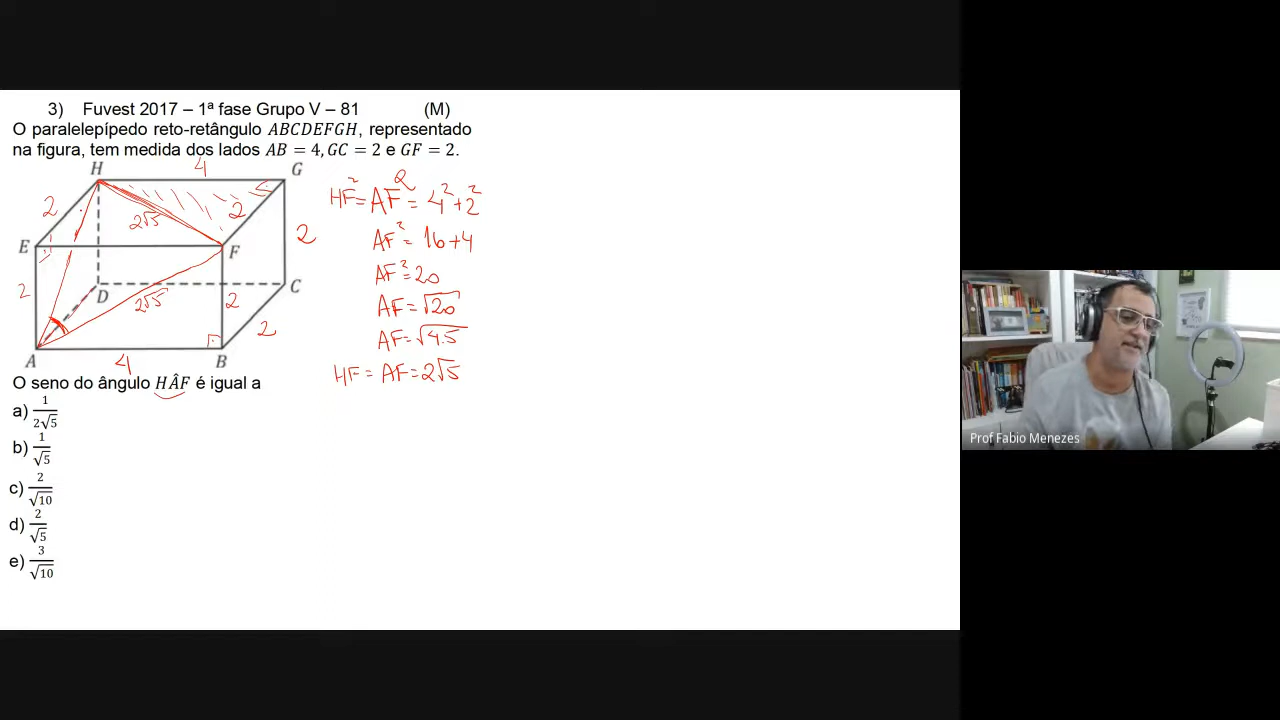 3) Fuvest 2017 – 1ª fase Grupo V – 81 (M)
O paralelepípedo reto-retângulo ABCDEFGH, representado
na figura, tem medida dos lados AB = 4, GC = 2 e GF = 2.
H 4 G
2 2√5 2
E F 2
2 D 2√5 2 C
2
A 4 B
HF² = AF² = 4² + 2²
AF² = 16 + 4
AF² = 20
AF = √20
AF = √4.5
HF = AF = 2√5
O seno do ângulo HÂF é igual a
a) 1/2√5
b) 1/√5
c) 2/√10
d) 2/√5
e) 3/√10
Prof Fabio Menezes